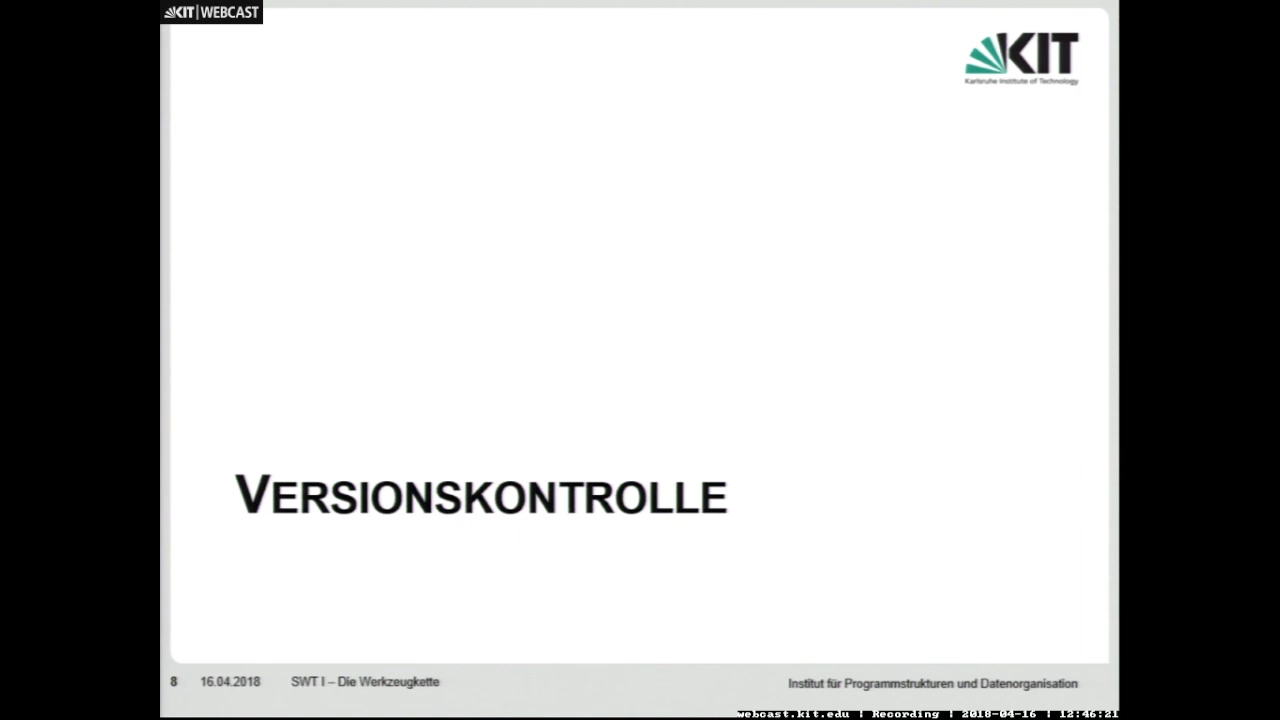 KIT | WEBCAST
KIT
Karlsruhe Institute of Technology
VERSIONSKONTROLLE
8 16.04.2018 SWT I – Die Werkzeugkette
Institut für Programmstrukturen und Datenorganisation
webcast.kit.edu | Recording | 2018-04-16 | 12:46:21